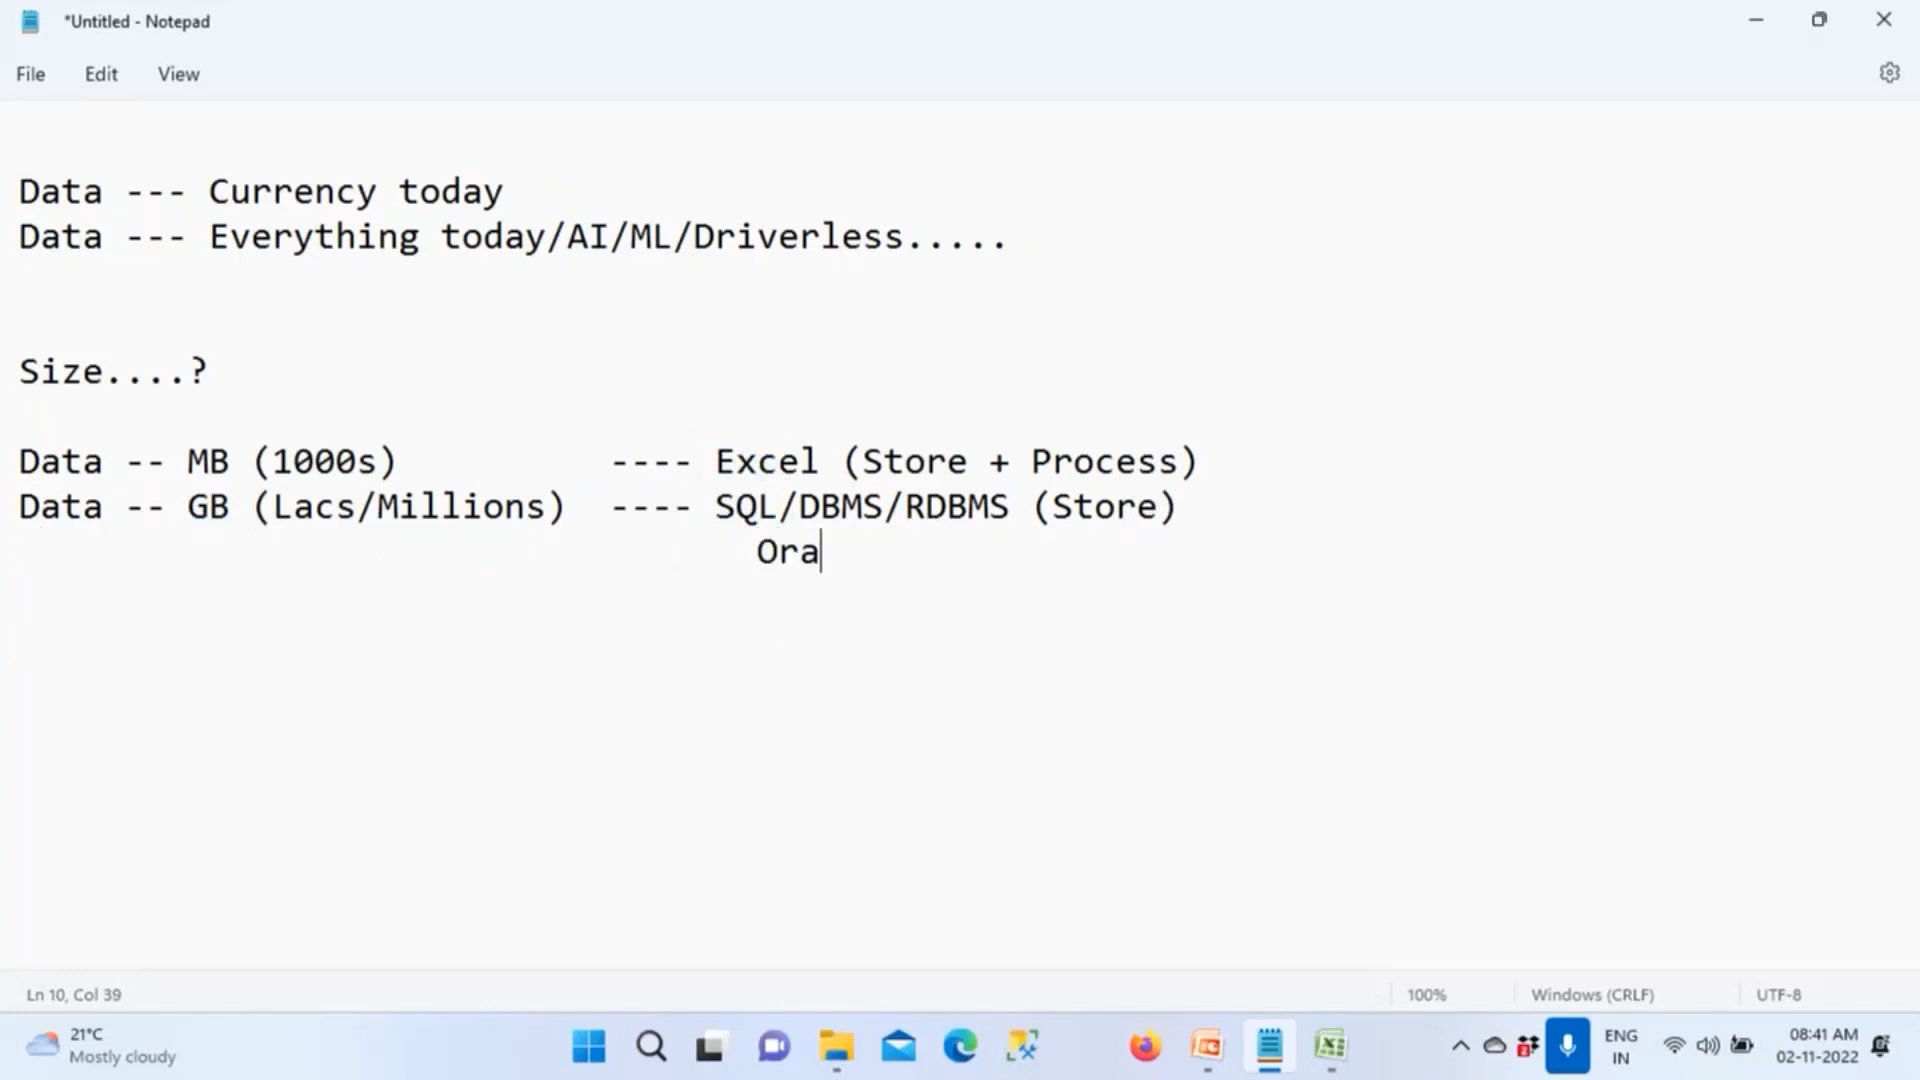 *Untitled - Notepad
File Edit View
Data --- Currency today
Data --- Everything today/AI/ML/Driverless.....
Size....?
Data -- MB (1000s) ---- Excel (Store + Process)
Data -- GB (Lacs/Millions) ---- SQL/DBMS/RDBMS (Store)
Ora
Ln 10, Col 39 100% Windows (CRLF) UTF-8
21°C
Mostly cloudy
ENG
IN
08:41 AM
02-11-2022